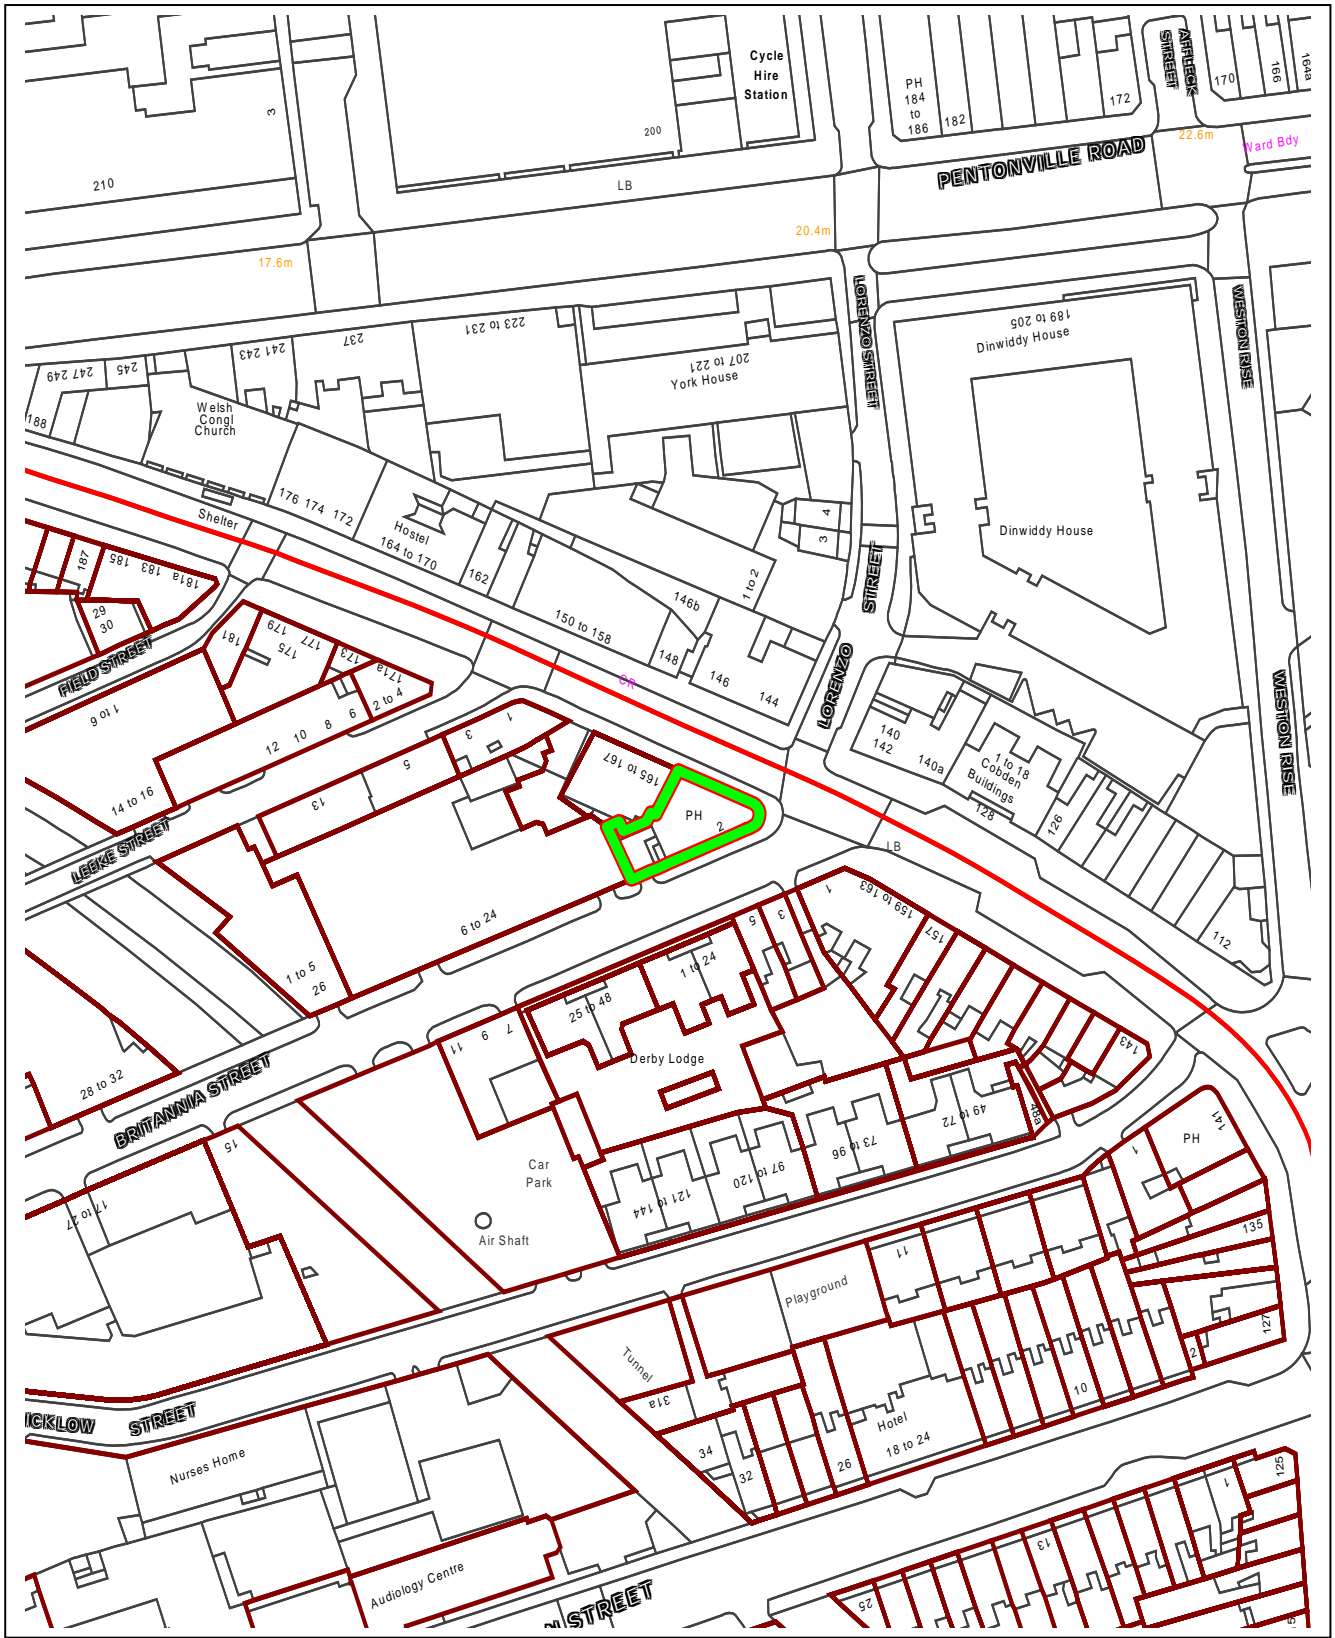 Cycle
Hire
Station
AFFLECK
STREET
PH
184
to
186
182
172
170
166
164a
3
200
210
LB
PENTONVILLE ROAD
22.6m
Ward Bdy
20.4m
17.6m
LORENZO STREET
WESTON RISE
189 to 205
Dinwiddy House
223 to 231
237
241 243
245
247 249
188
207 to 221
York House
Welsh
Congl
Church
176 174 172
Shelter
Hostel
164 to 170
162
4
3
Dinwiddy House
1 to 2
146b
150 to 158
148
146
144
STREET
LORENZO
187
185
183
181a
29
30
FIELD STREET
181
179
177
175
173
171a
2 to 4
6
8
10
12
1 to 6
14 to 16
CR
1
3
5
13
165 to 167
PH
2
140
142
140a
1 to 18
Cobden
Buildings
128
126
112
WESTON RISE
LEEKE STREET
LB
6 to 24
1 to 5
26
28 to 32
BRITANNIA STREET
1
159 to 163
157
143
3
5
1 to 24
25 to 48
7
9
11
Derby Lodge
49 to 72
48a
73 to 96
97 to 120
121 to 144
15
17 to 27
Car
Park
Air Shaft
141
PH
1
135
127
2
11
Playground
Tunnel
31a
34
32
26
Hotel
18 to 24
10
ICKLOW STREET
Nurses Home
Audiology Centre
N STREET
125
1
13
25